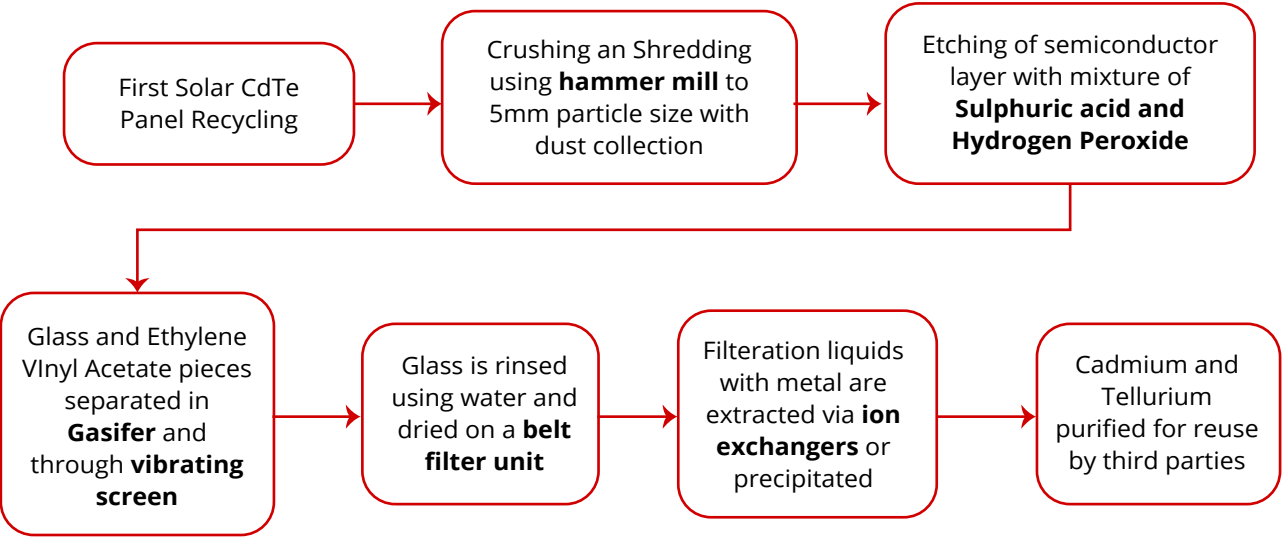 First Solar CdTe
Panel Recycling
Crushing an Shredding
using hammer mill to
5mm particle size with
dust collection
Etching of semiconductor
layer with mixture of
Sulphuric acid and
Hydrogen Peroxide
Glass and Ethylene
VInyl Acetate pieces
separated in
Gasifer and
through vibrating
screen
Glass is rinsed
using water and
dried on a belt
filter unit
Filteration liquids
with metal are
extracted via ion
exchangers or
precipitated
Cadmium and
Tellurium
purified for reuse
by third parties